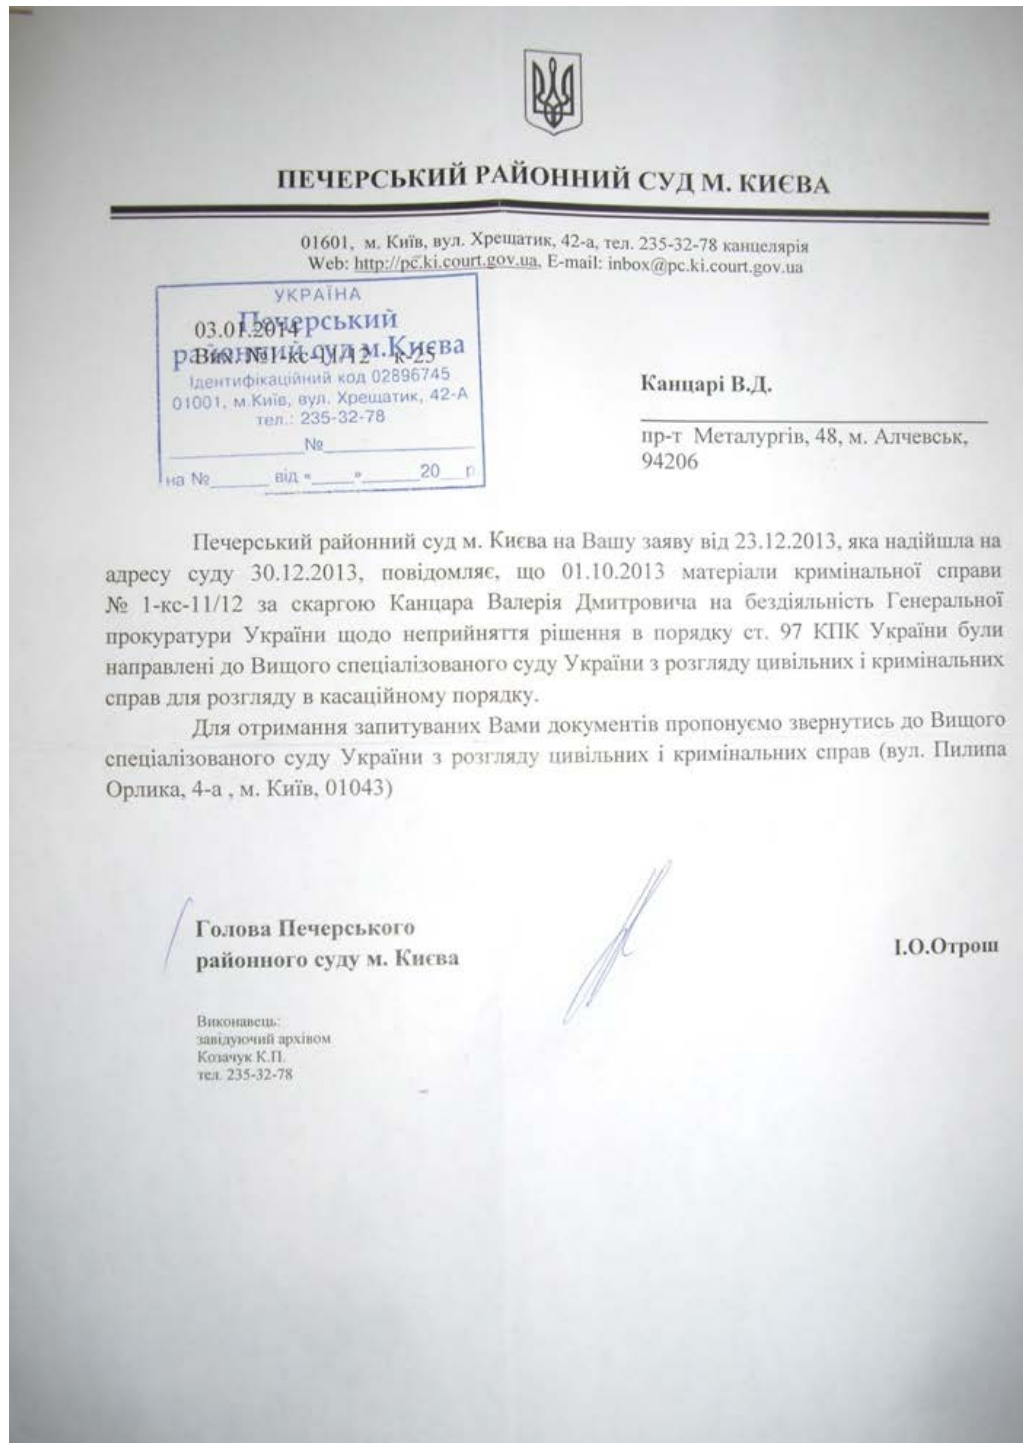 ПЕЧЕРСЬКИЙ РАЙОННИЙ СУД М. КИЄВА
01601, м. Київ, вул. Хрещатик, 42-а, тел. 235-32-78 канцелярія
Web: http://pc.ki.court.gov.ua, E-mail: inbox@pc.ki.court.gov.ua
УКРАЇНА
Печерський
03.01.2014
районний суд м.Києва
Вих. №1-кс-11/12 к-25
Ідентифікаційний код 02896745
01001, м.Київ, вул. Хрещатик, 42-А
тел.: 235-32-78
№
на № від « » 20 р
Канцарі В.Д.
пр-т Металургів, 48, м. Алчевськ,
94206
Печерський районний суд м. Києва на Вашу заяву від 23.12.2013, яка надійшла на
адресу суду 30.12.2013, повідомляє, що 01.10.2013 матеріали кримінальної справи
№ 1-кс-11/12 за скаргою Канцара Валерія Дмитровича на бездіяльність Генеральної
прокуратури України щодо неприйняття рішення в порядку ст. 97 КПК України були
направлені до Вищого спеціалізованого суду України з розгляду цивільних і кримінальних
справ для розгляду в касаційному порядку.
Для отримання запитуваних Вами документів пропонуємо звернутись до Вищого
спеціалізованого суду України з розгляду цивільних і кримінальних справ (вул. Пилипа
Орлика, 4-а , м. Київ, 01043)
Голова Печерського
районного суду м. Києва
І.О.Отрош
Виконавець:
завідуючий архівом
Козачук К.П.
тел. 235-32-78